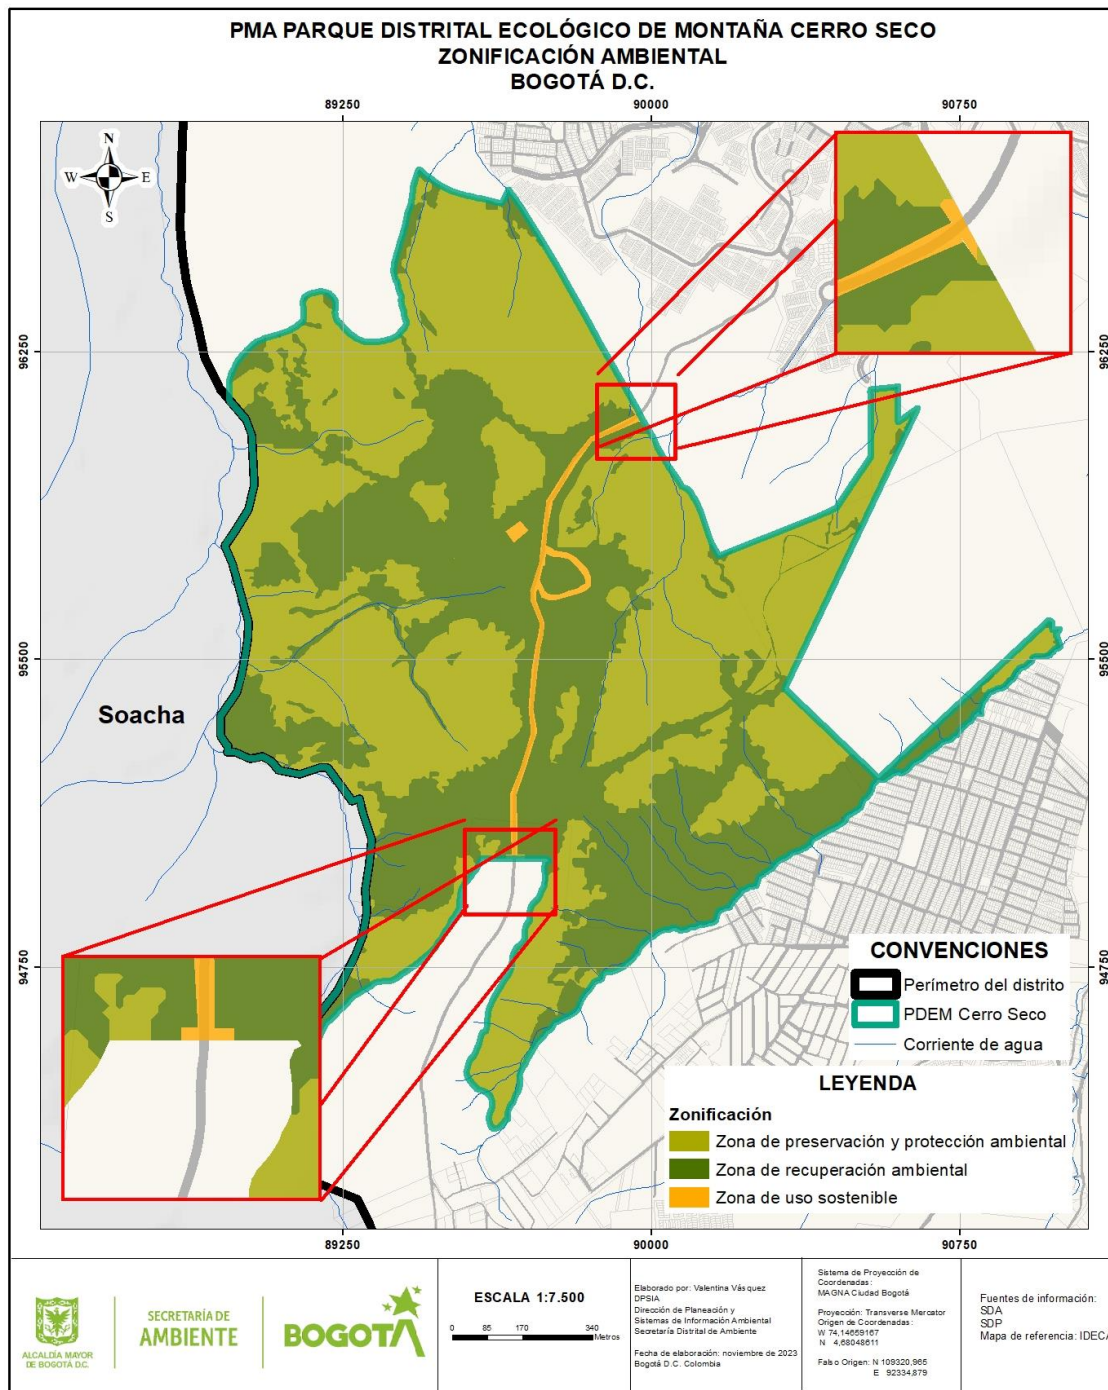 PMA PARQUE DISTRITAL ECOLÓGICO DE MONTAÑA CERRO SECO
ZONIFICACIÓN AMBIENTAL
BOGOTÁ D.C.
89250
90000
90750
N
W
E
S
96250
96250
95500
95500
Soacha
94750
94750
CONVENCIONES
Perímetro del distrito
PDEM Cerro Seco
Corriente de agua
LEYENDA
Zonificación
Zona de preservación y protección ambiental
Zona de recuperación ambiental
Zona de uso sostenible
89250
90000
90750
ALCALDÍA MAYOR
DE BOGOTÁ D.C.
SECRETARÍA DE
AMBIENTE
BOGOTÁ
ESCALA 1:7.500
0 85 170 340
Metros
Elaborado por: Valentina Vásquez
DPSIA
Dirección de Planeación y
Sistemas de Información Ambiental
Secretaría Distrital de Ambiente
Fecha de elaboración: noviembre de 2023
Bogotá D.C. Colombia
Sistema de Proyección de
Coordenadas:
MAGNA Ciudad Bogotá
Proyección: Transverse Mercator
Origen de Coordenadas:
W 74,14659167
N 4,68048611
Falso Origen: N 109320,965
E 92334,879
Fuentes de información:
SDA
SDP
Mapa de referencia: IDECA